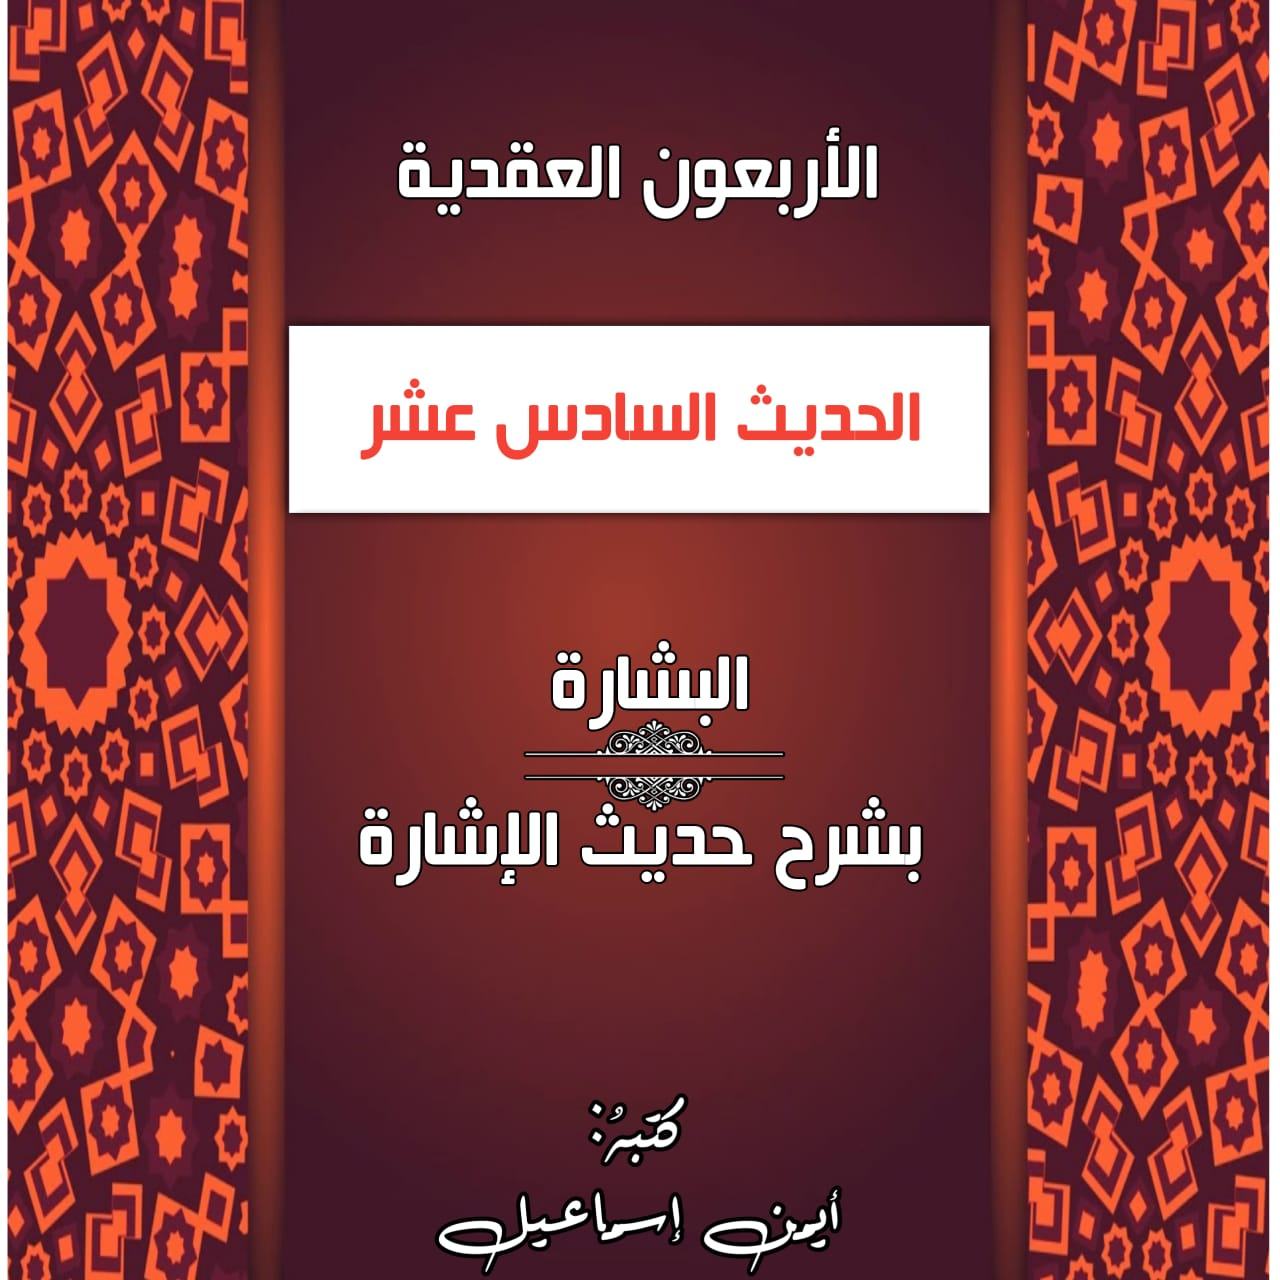 الأربعون العقدية
الحديث السادس عشر
البشارة
بشرح حديث الإشارة
كتبهُ:
أيمن إسماعيل